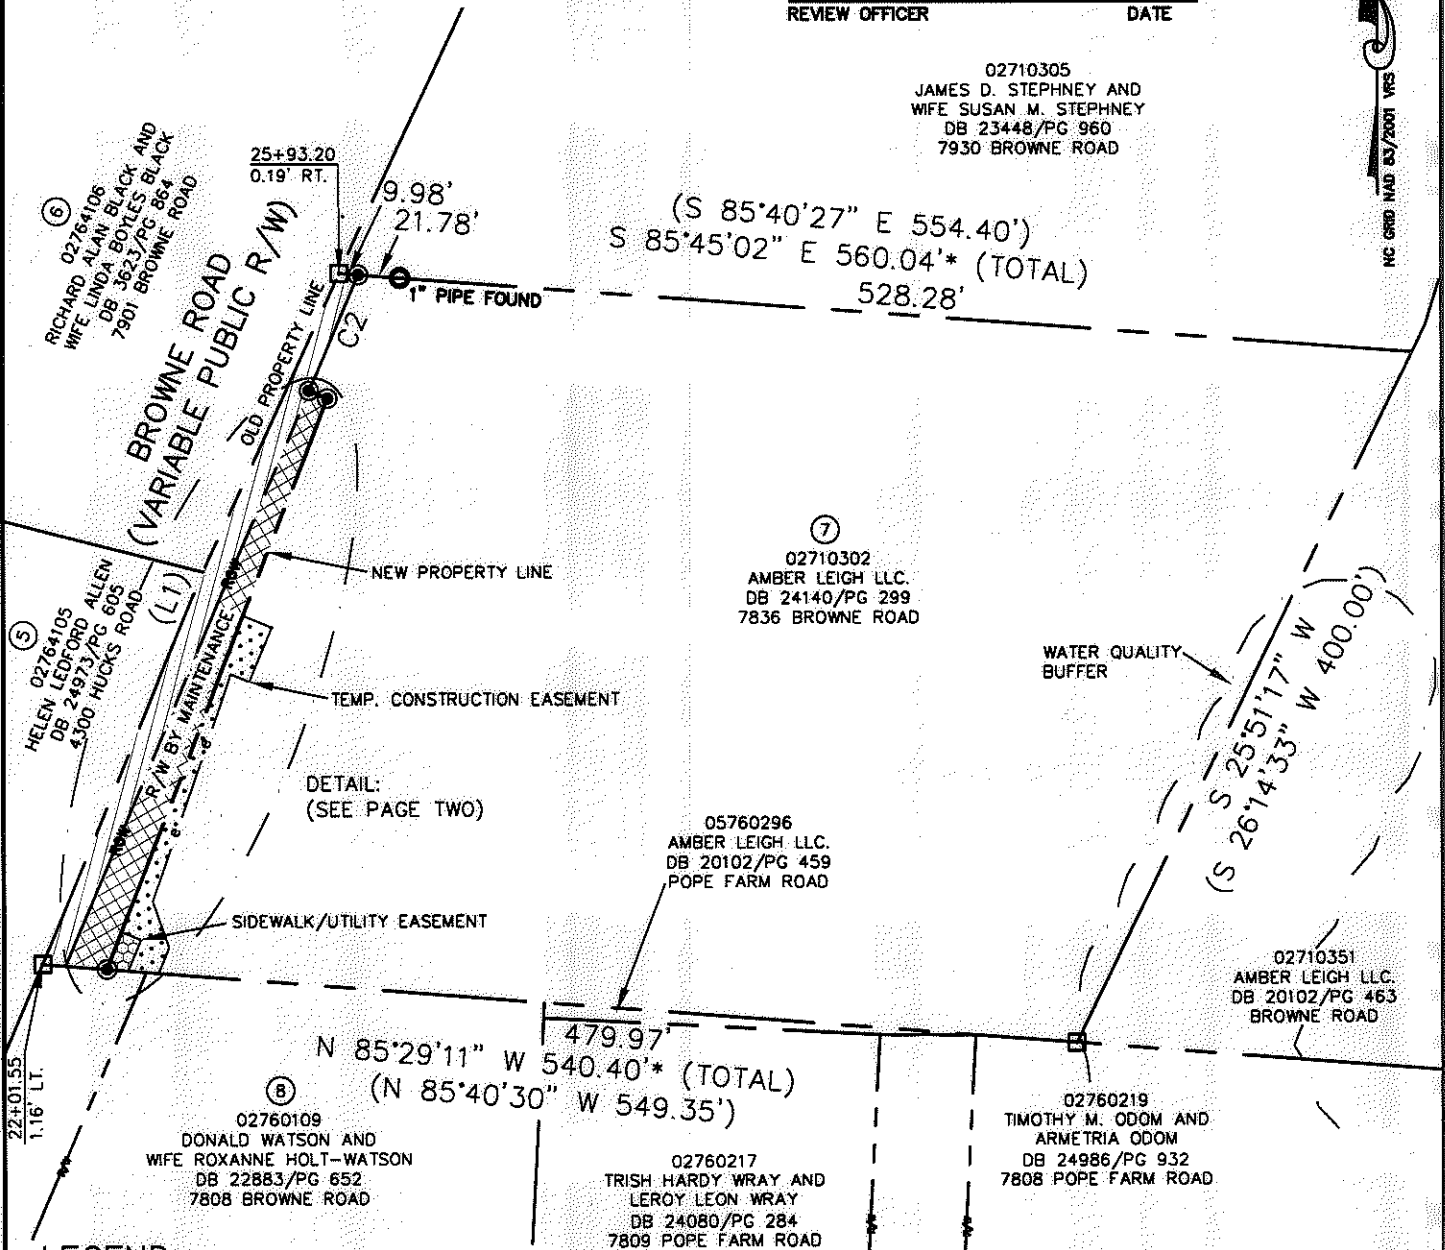 REVIEW OFFICER DATE
NC GRID NAD 83/2001 VRS
02710305
JAMES D. STEPHNEY AND
WIFE SUSAN M. STEPHNEY
DB 23448/PG 960
7930 BROWNE ROAD
6
02764106
RICHARD ALAN BLACK AND
WIFE LINDA BOYLES BLACK
DB 3623/PG 864
7901 BROWNE ROAD
25+93.20
0.19' RT.
9.98'
21.78'
(S 85°40'27" E 554.40')
S 85°45'02" E 560.04'* (TOTAL)
528.28'
1" PIPE FOUND
BROWNE ROAD
(VARIABLE PUBLIC R/W)
OLD PROPERTY LINE
C2
(L1)
NEW PROPERTY LINE
7
02710302
AMBER LEIGH LLC.
DB 24140/PG 299
7836 BROWNE ROAD
5
02764105
HELEN LEDFORD ALLEN
DB 24973/PG 605
4300 HUCKS ROAD
ROW
R/W BY MAINTENANCE
ROW
TEMP. CONSTRUCTION EASEMENT
WATER QUALITY
BUFFER
S 25°51'17" W
(S 26°14'33" W 400.00')
DETAIL:
(SEE PAGE TWO)
05760296
AMBER LEIGH LLC.
DB 20102/PG 459
POPE FARM ROAD
SIDEWALK/UTILITY EASEMENT
02710351
AMBER LEIGH LLC.
DB 20102/PG 463
BROWNE ROAD
22+01.55
1.16' LT.
479.97'
N 85°29'11" W 540.40'* (TOTAL)
(N 85°40'30" W 549.35')
8
02760109
DONALD WATSON AND
WIFE ROXANNE HOLT-WATSON
DB 22883/PG 652
7808 BROWNE ROAD
02760217
TRISH HARDY WRAY AND
LEROY LEON WRAY
DB 24080/PG 284
7809 POPE FARM ROAD
02760219
TIMOTHY M. ODOM AND
ARMETRIA ODOM
DB 24986/PG 932
7808 POPE FARM ROAD